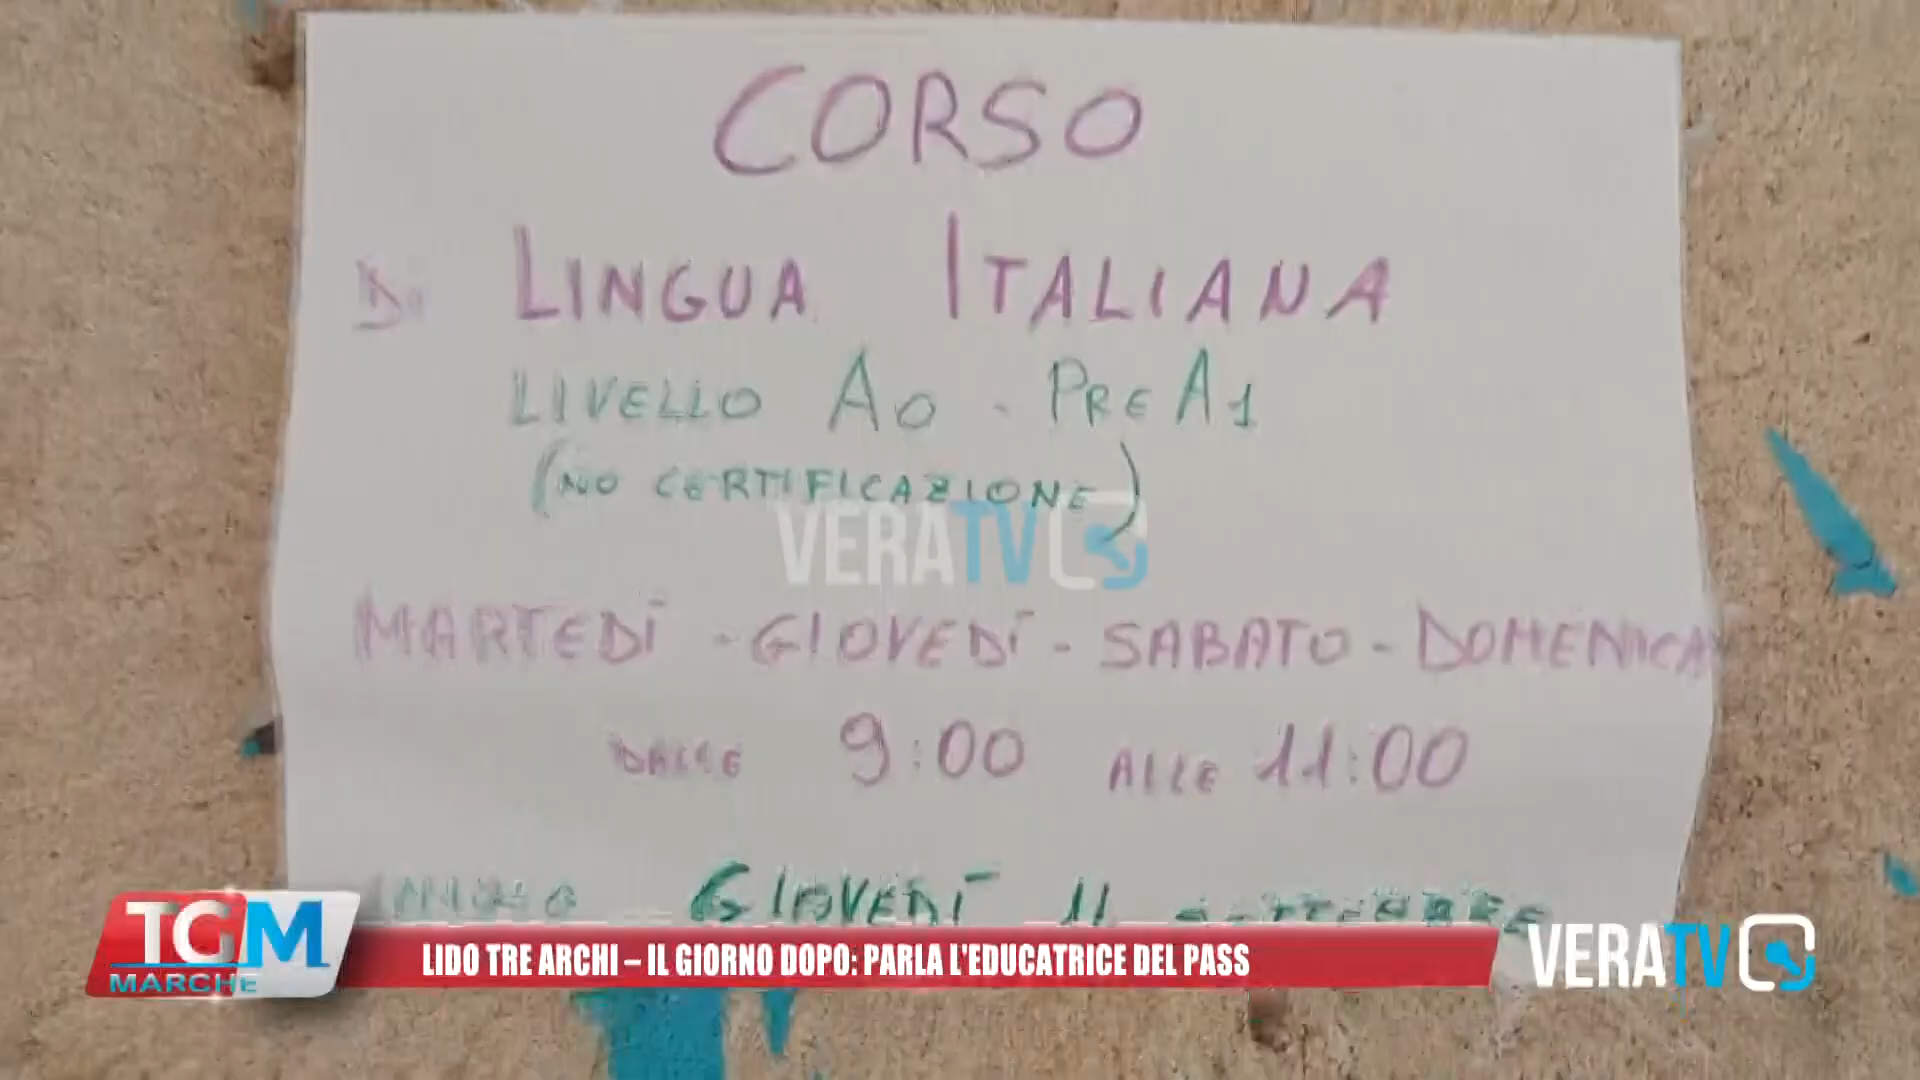 CORSO
Di LINGUA ITALIANA
LIVELLO A0 - PRE A1
(NO CERTIFICAZIONE)
VERATV
MARTEDÌ - GIOVEDÌ - SABATO - DOMENICA
DALLE 9:00 ALLE 11:00
GIOVEDÌ 11 SETTEMBRE
TGM
MARCHE
LIDO TRE ARCHI – IL GIORNO DOPO: PARLA L'EDUCATRICE DEL PASS
VERATV